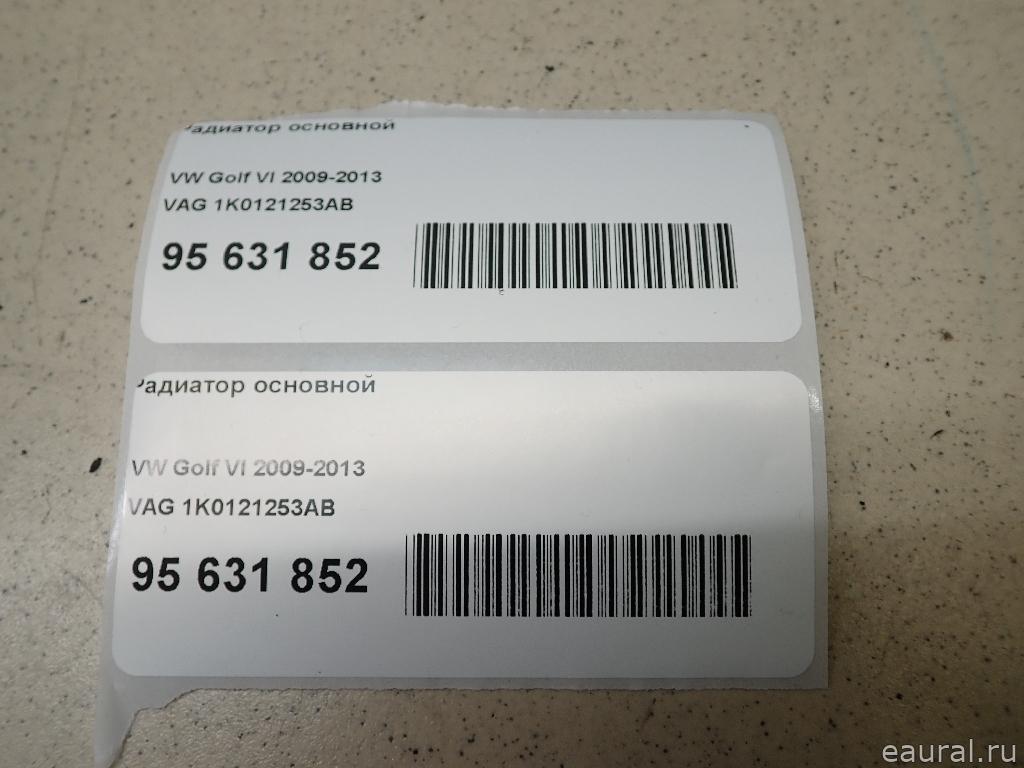 Радиатор основной
VW Golf VI 2009-2013
VAG 1K0121253AB
95 631 852
Радиатор основной
VW Golf VI 2009-2013
VAG 1K0121253AB
95 631 852
eaural.ru